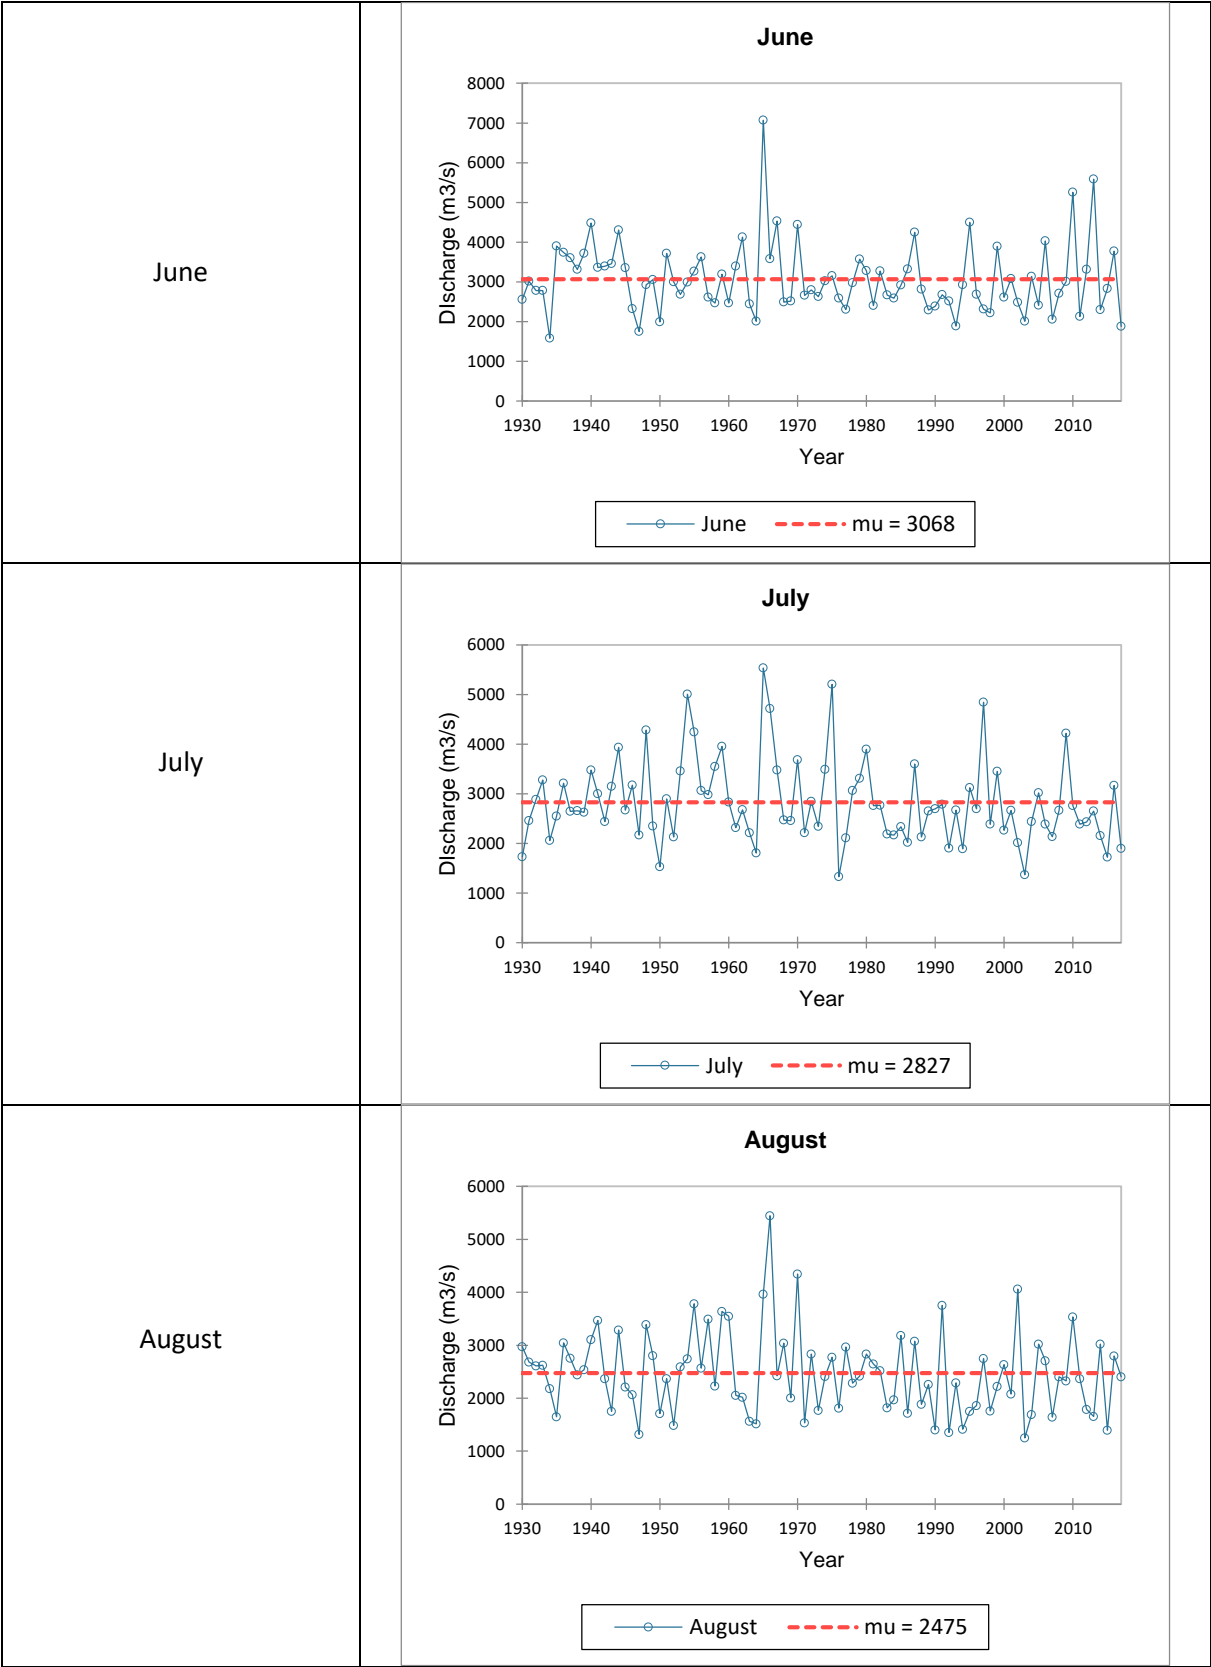 June
June
8000
7000
6000
5000
4000
3000
2000
1000
0
DIscharge (m3/s)
1930 1940 1950 1960 1970 1980 1990 2000 2010
Year
June mu = 3068
July
July
6000
5000
4000
3000
2000
1000
0
DIscharge (m3/s)
1930 1940 1950 1960 1970 1980 1990 2000 2010
Year
July mu = 2827
August
August
6000
5000
4000
3000
2000
1000
0
Discharge (m3/s)
1930 1940 1950 1960 1970 1980 1990 2000 2010
Year
August mu = 2475